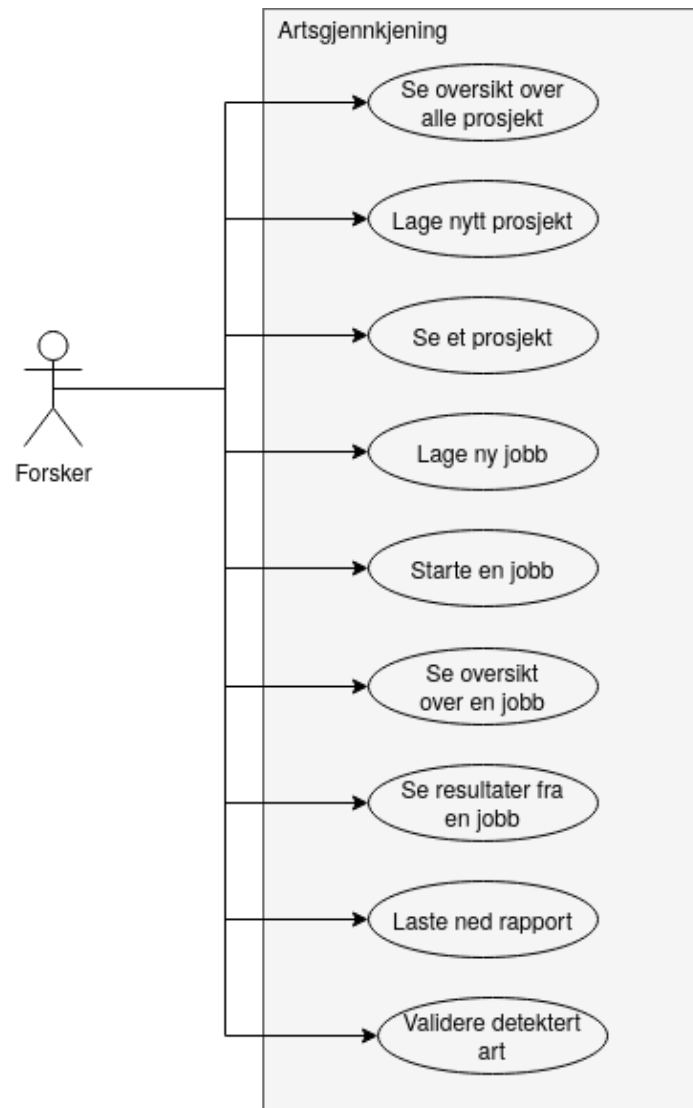 Artsgjennkjening
Se oversikt over
alle prosjekt
Lage nytt prosjekt
Se et prosjekt
Forsker
Lage ny jobb
Starte en jobb
Se oversikt
over en jobb
Se resultater fra
en jobb
Laste ned rapport
Validere detektert
art